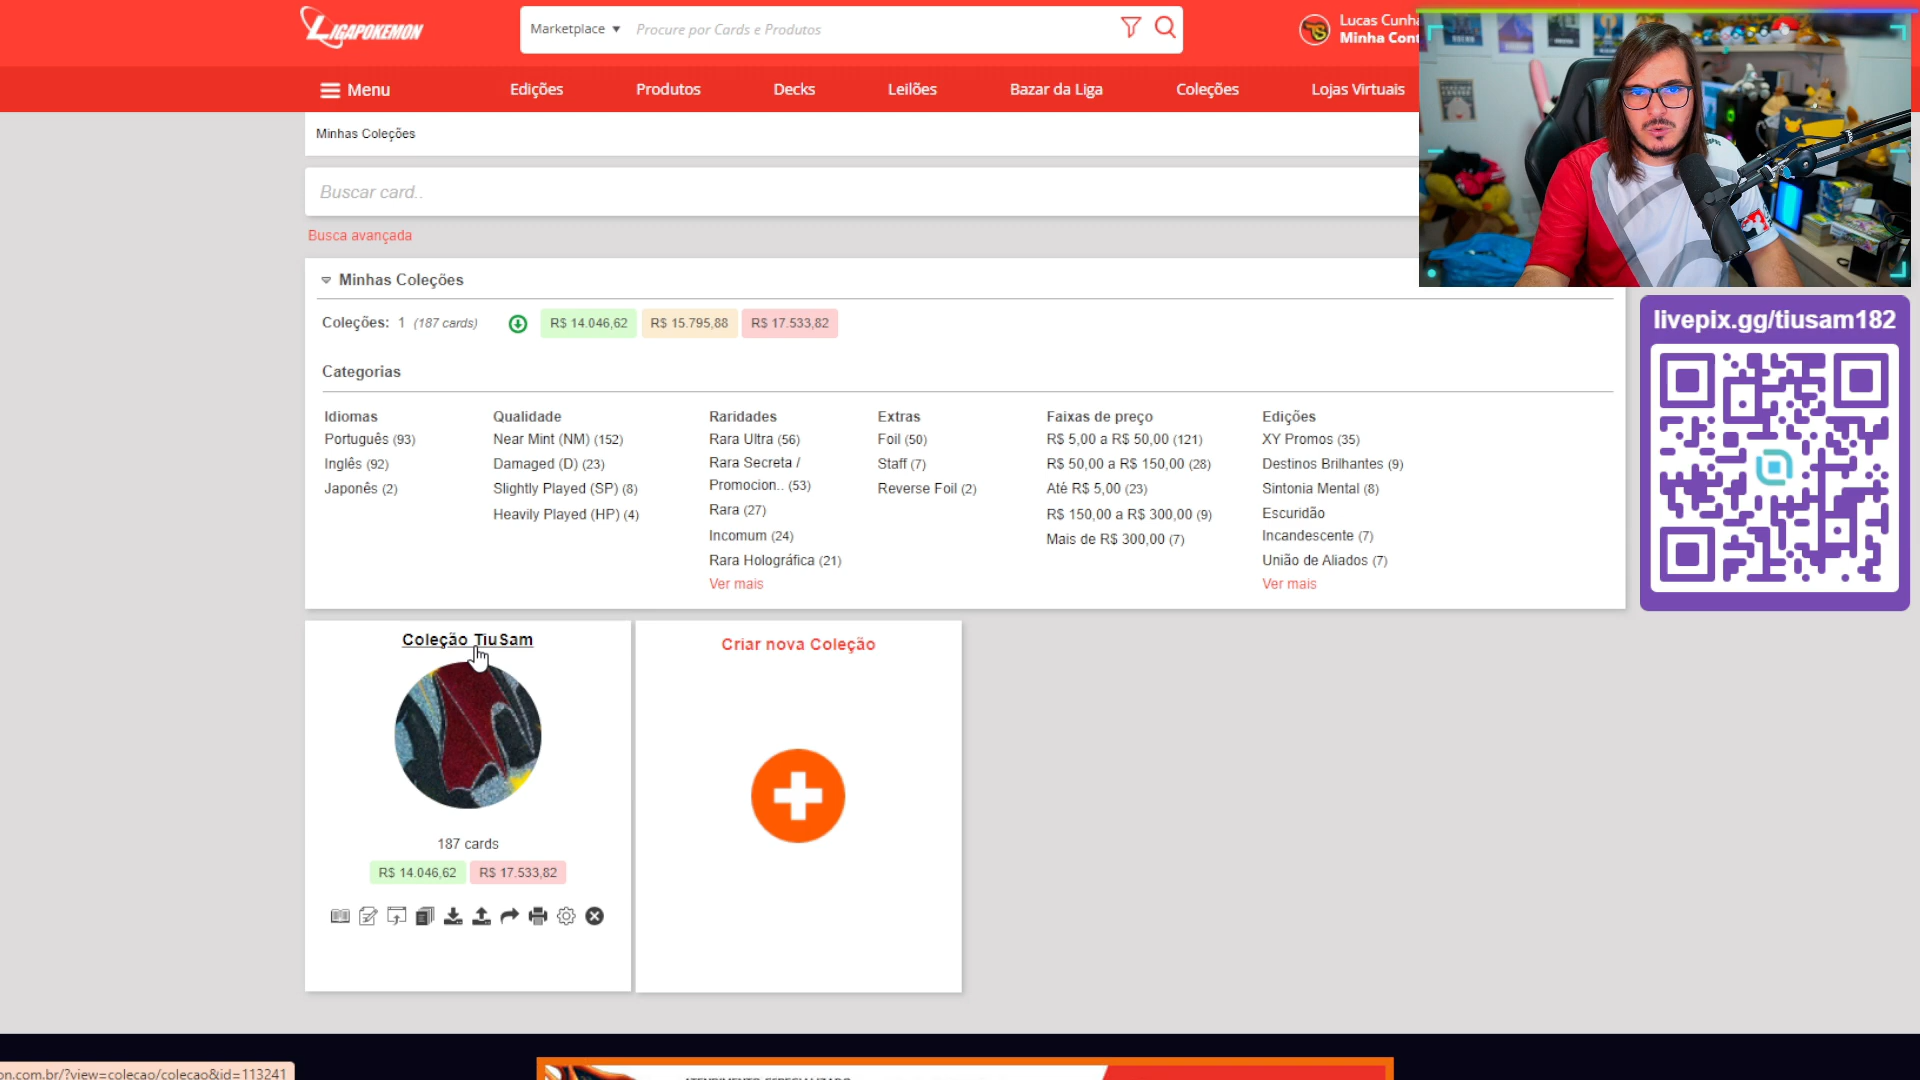 LIGAPOKEMON
Marketplace ▾ Procure por Cards e Produtos
Lucas Cunha
Minha Cont
Menu Edições Produtos Decks Leilões Bazar da Liga Coleções Lojas Virtuais
Minhas Coleções
Buscar card..
Busca avançada
Minhas Coleções
Coleções: 1 (187 cards) R$ 14.046,62 R$ 15.795,88 R$ 17.533,82
livepix.gg/tiusam182
Categorias
Idiomas
Português (93)
Inglês (92)
Japonês (2)
Qualidade
Near Mint (NM) (152)
Damaged (D) (23)
Slightly Played (SP) (8)
Heavily Played (HP) (4)
Raridades
Rara Ultra (56)
Rara Secreta /
Promocion.. (53)
Rara (27)
Incomum (24)
Rara Holográfica (21)
Ver mais
Extras
Foil (50)
Staff (7)
Reverse Foil (2)
Faixas de preço
R$ 5,00 a R$ 50,00 (121)
R$ 50,00 a R$ 150,00 (28)
Até R$ 5,00 (23)
R$ 150,00 a R$ 300,00 (9)
Mais de R$ 300,00 (7)
Edições
XY Promos (35)
Destinos Brilhantes (9)
Sintonia Mental (8)
Escuridão
Incandescente (7)
União de Aliados (7)
Ver mais
Coleção TiuSam
187 cards
R$ 14.046,62 R$ 17.533,82
Criar nova Coleção
on.com.br/?view=colecao/colecao&id=113241
ATENDIMENTO ESPECIALIZADO